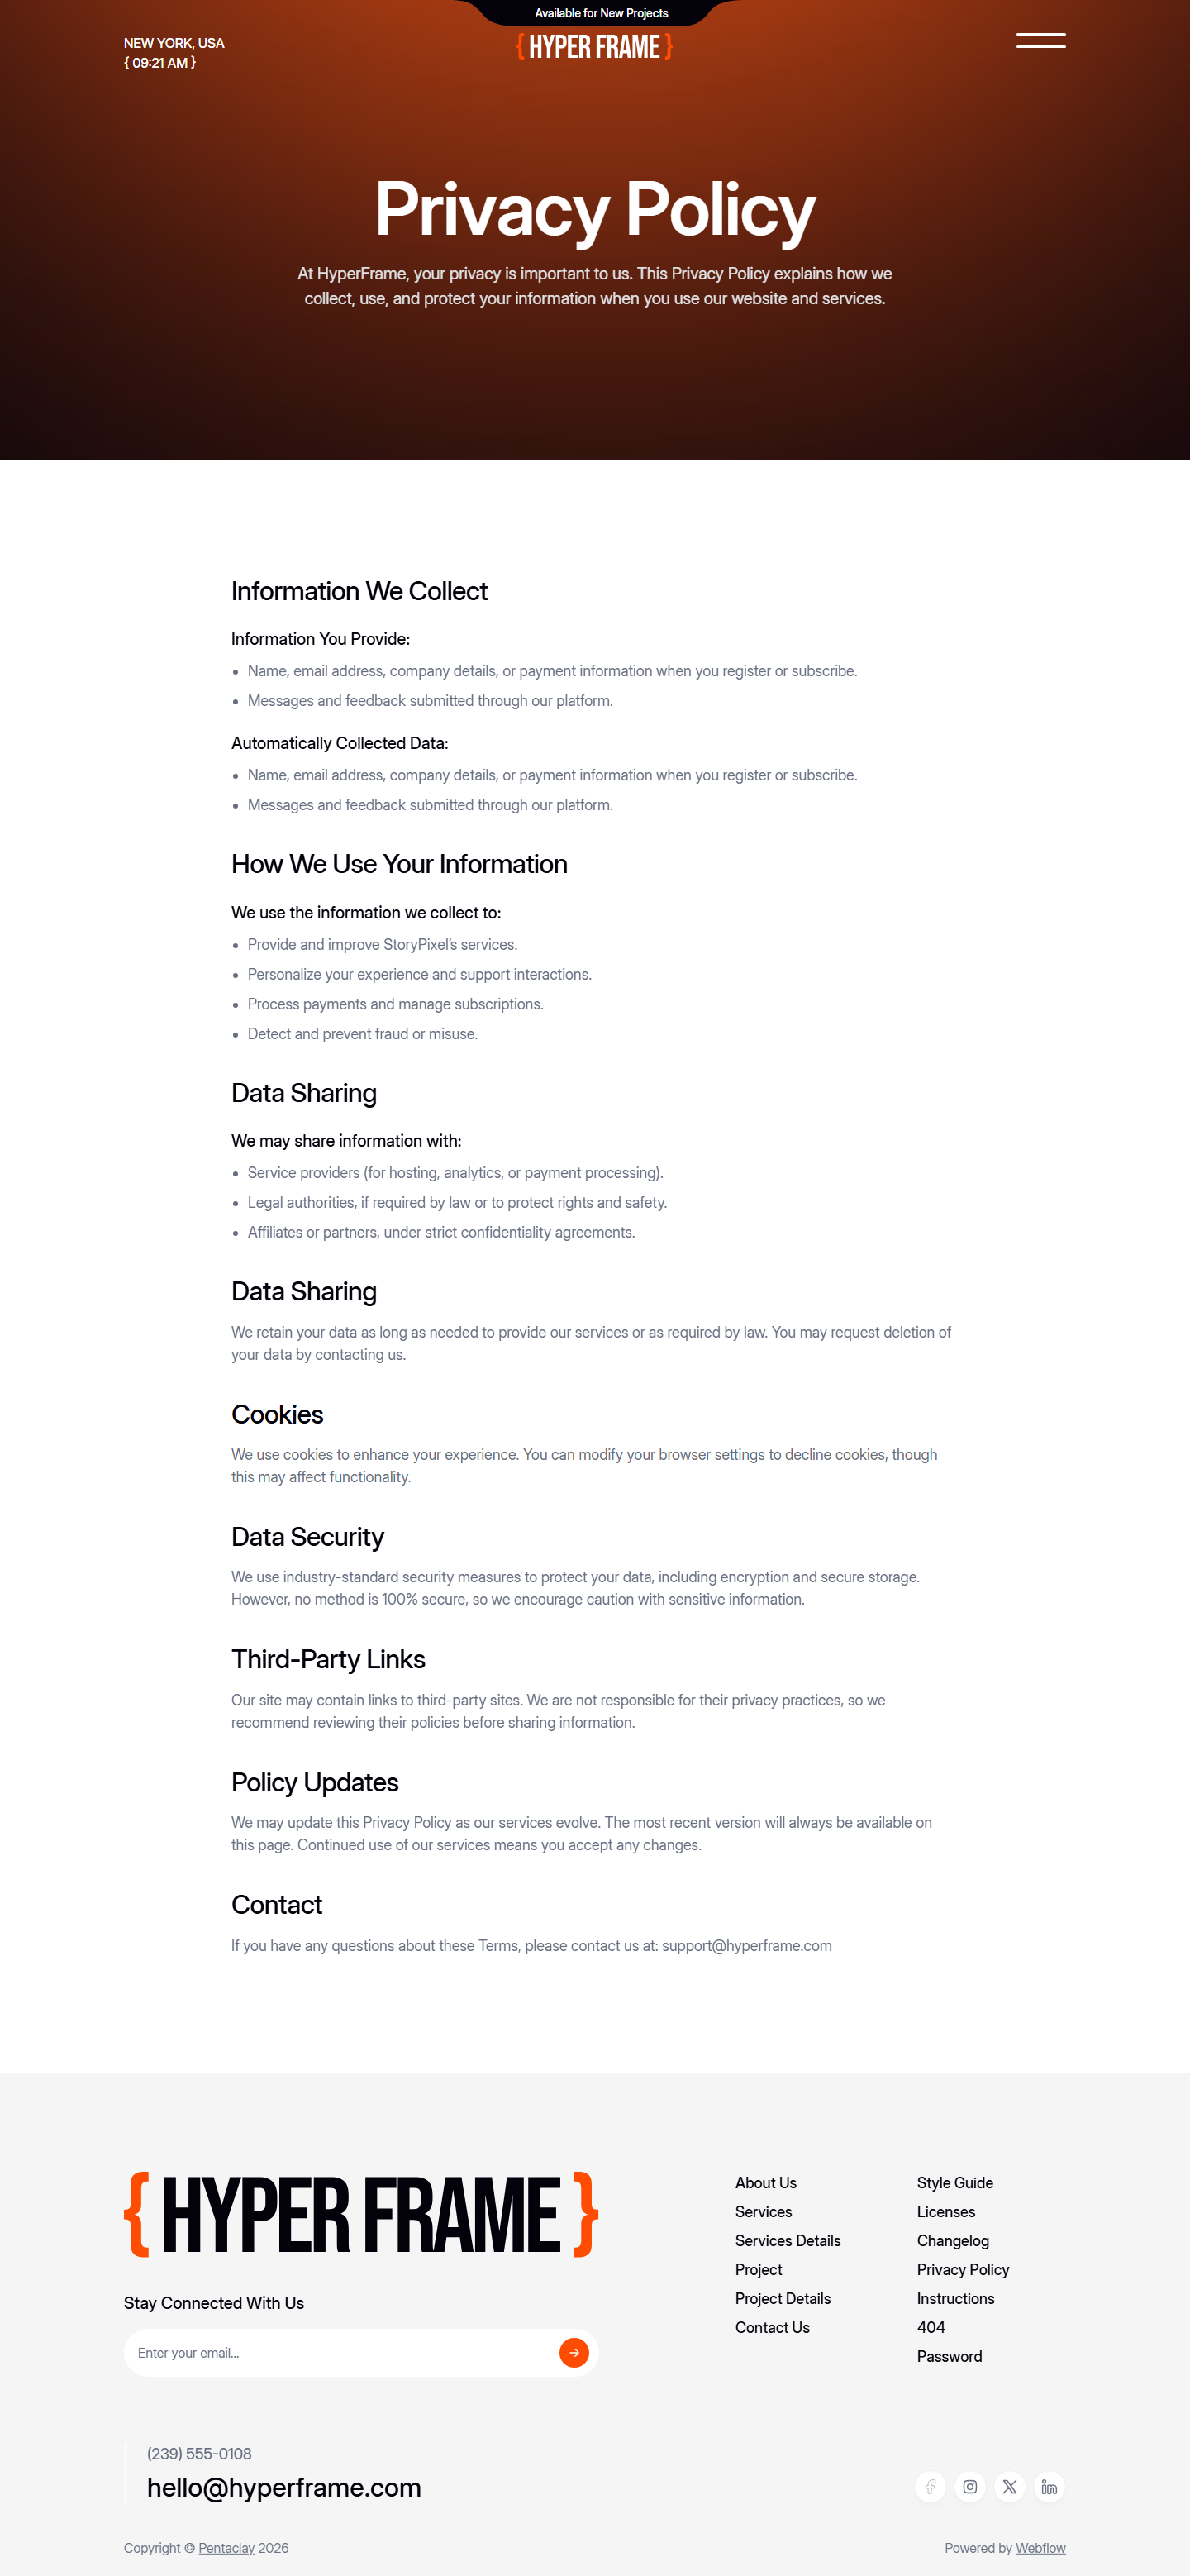 Available for New Projects
NEW YORK, USA
{ 09:21 AM }
{ HYPER FRAME }
Privacy Policy
At HyperFrame, your privacy is important to us. This Privacy Policy explains how we
collect, use, and protect your information when you use our website and services.
Information We Collect
Information You Provide:
• Name, email address, company details, or payment information when you register or subscribe.
• Messages and feedback submitted through our platform.
Automatically Collected Data:
• Name, email address, company details, or payment information when you register or subscribe.
• Messages and feedback submitted through our platform.
How We Use Your Information
We use the information we collect to:
• Provide and improve StoryPixel’s services.
• Personalize your experience and support interactions.
• Process payments and manage subscriptions.
• Detect and prevent fraud or misuse.
Data Sharing
We may share information with:
• Service providers (for hosting, analytics, or payment processing).
• Legal authorities, if required by law or to protect rights and safety.
• Affiliates or partners, under strict confidentiality agreements.
Data Sharing
We retain your data as long as needed to provide our services or as required by law. You may request deletion of
your data by contacting us.
Cookies
We use cookies to enhance your experience. You can modify your browser settings to decline cookies, though
this may affect functionality.
Data Security
We use industry-standard security measures to protect your data, including encryption and secure storage.
However, no method is 100% secure, so we encourage caution with sensitive information.
Third-Party Links
Our site may contain links to third-party sites. We are not responsible for their privacy practices, so we
recommend reviewing their policies before sharing information.
Policy Updates
We may update this Privacy Policy as our services evolve. The most recent version will always be available on
this page. Continued use of our services means you accept any changes.
Contact
If you have any questions about these Terms, please contact us at: support@hyperframe.com
{ HYPER FRAME }
Stay Connected With Us
Enter your email...
About Us
Services
Services Details
Project
Project Details
Contact Us
Style Guide
Licenses
Changelog
Privacy Policy
Instructions
404
Password
(239) 555-0108
hello@hyperframe.com
Copyright © Pentaclay 2026
Powered by Webflow